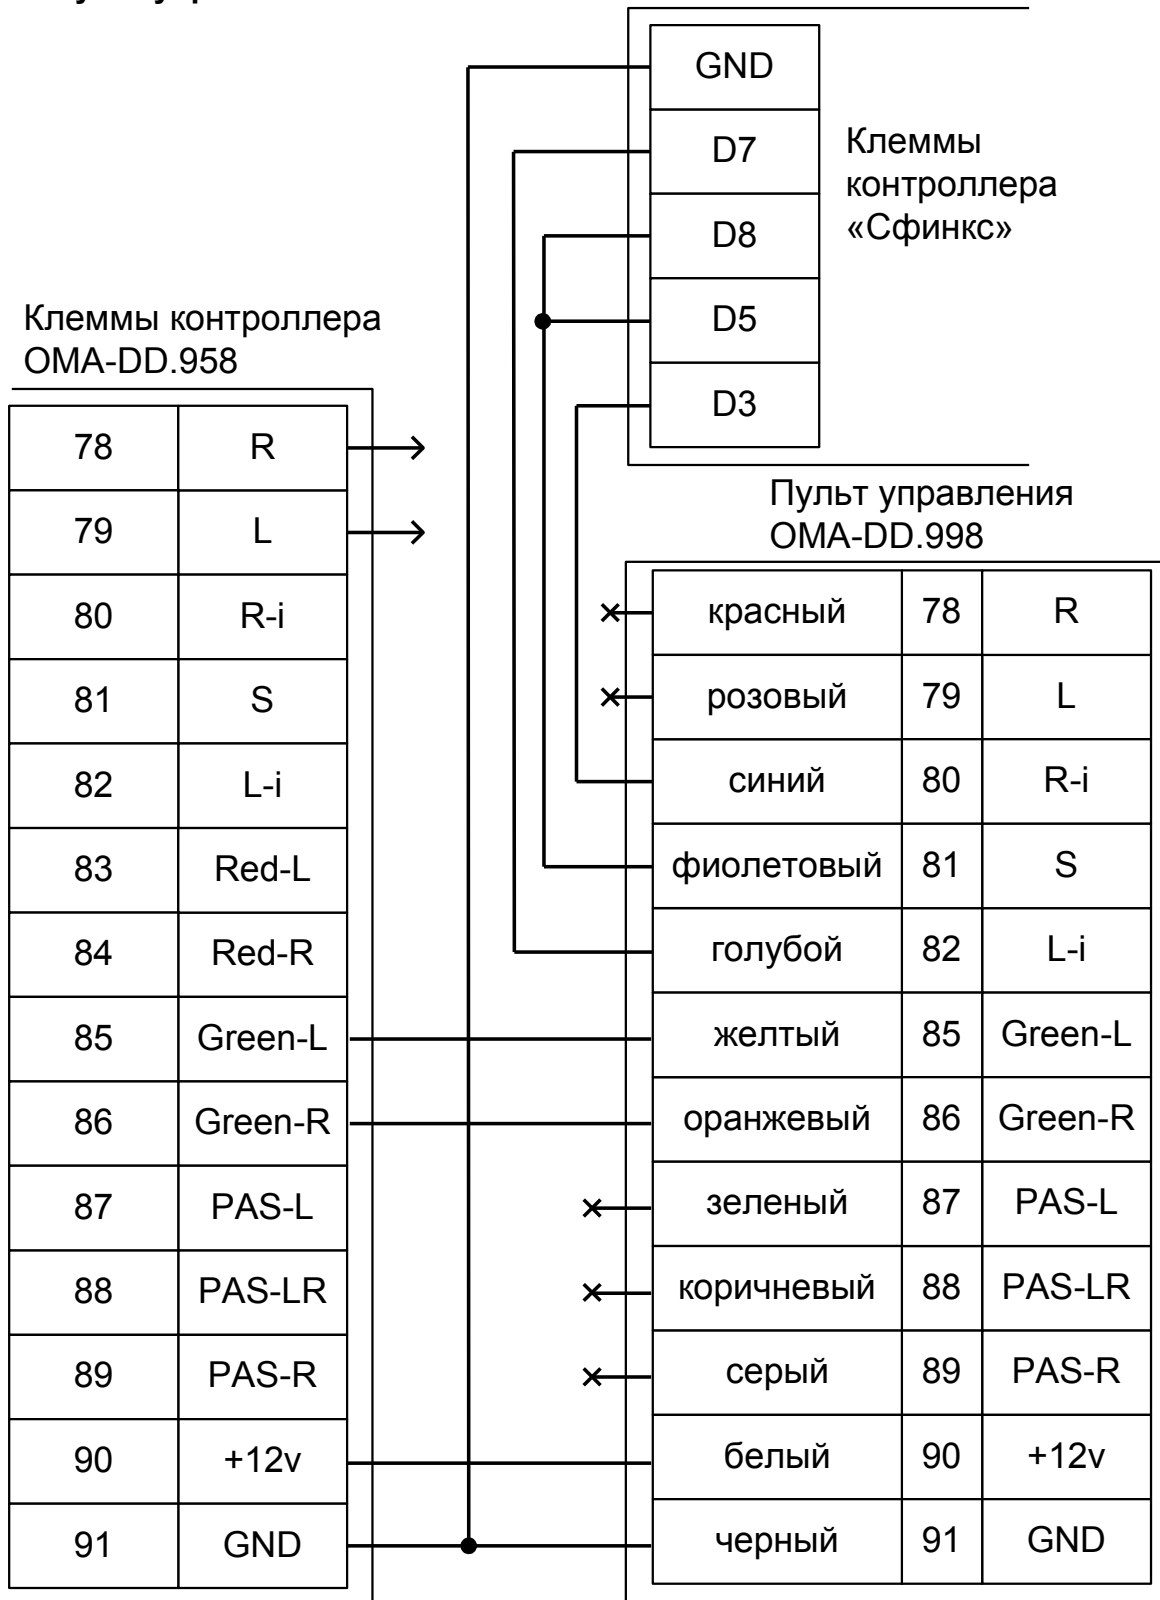 GND
D7
D8
D5
D3
Клеммы
контроллера
«Сфинкс»
Клеммы контроллера
OMA-DD.958
78 R
79 L
80 R-i
81 S
82 L-i
83 Red-L
84 Red-R
85 Green-L
86 Green-R
87 PAS-L
88 PAS-LR
89 PAS-R
90 +12v
91 GND
Пульт управления
OMA-DD.998
красный 78 R
розовый 79 L
синий 80 R-i
фиолетовый 81 S
голубой 82 L-i
желтый 85 Green-L
оранжевый 86 Green-R
зеленый 87 PAS-L
коричневый 88 PAS-LR
серый 89 PAS-R
белый 90 +12v
черный 91 GND